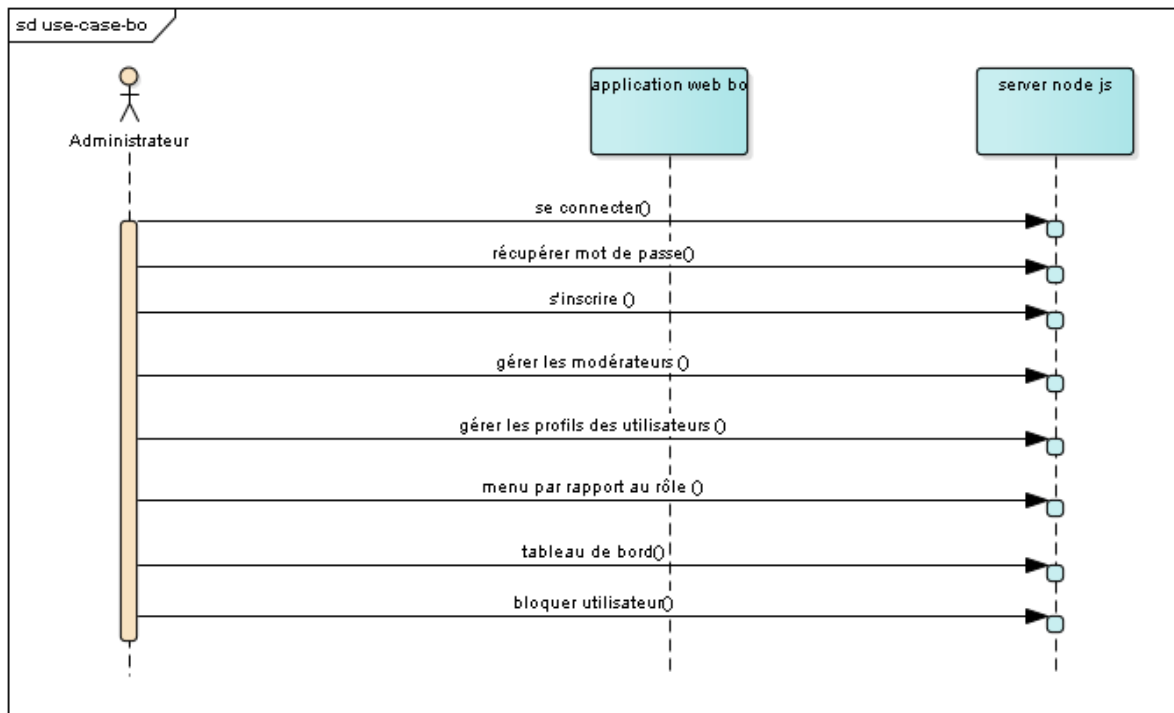 sd use-case-bo
Administrateur
application web bo
server node js
se connecter()
récupérer mot de passe()
s'inscrire ()
gérer les modérateurs ()
gérer les profils des utilisateurs ()
menu par rapport au rôle ()
tableau de bord()
bloquer utilisateur()